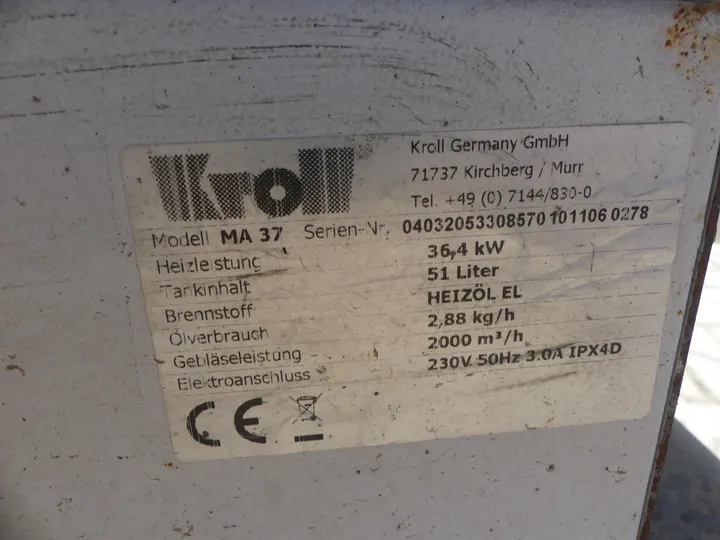 Kroll
Kroll Germany GmbH
71737 Kirchberg / Murr
Tel. +49 (0) 7144/830-0
Modell MA 37 Serien-Nr. 04032053308570 101106 0278
Heizleistung 36,4 kW
Tankinhalt 51 Liter
Brennstoff HEIZÖL EL
Ölverbrauch 2,88 kg/h
Gebläseleistung 2000 m³/h
Elektroanschluss 230V 50Hz 3.0A IPX4D
CE